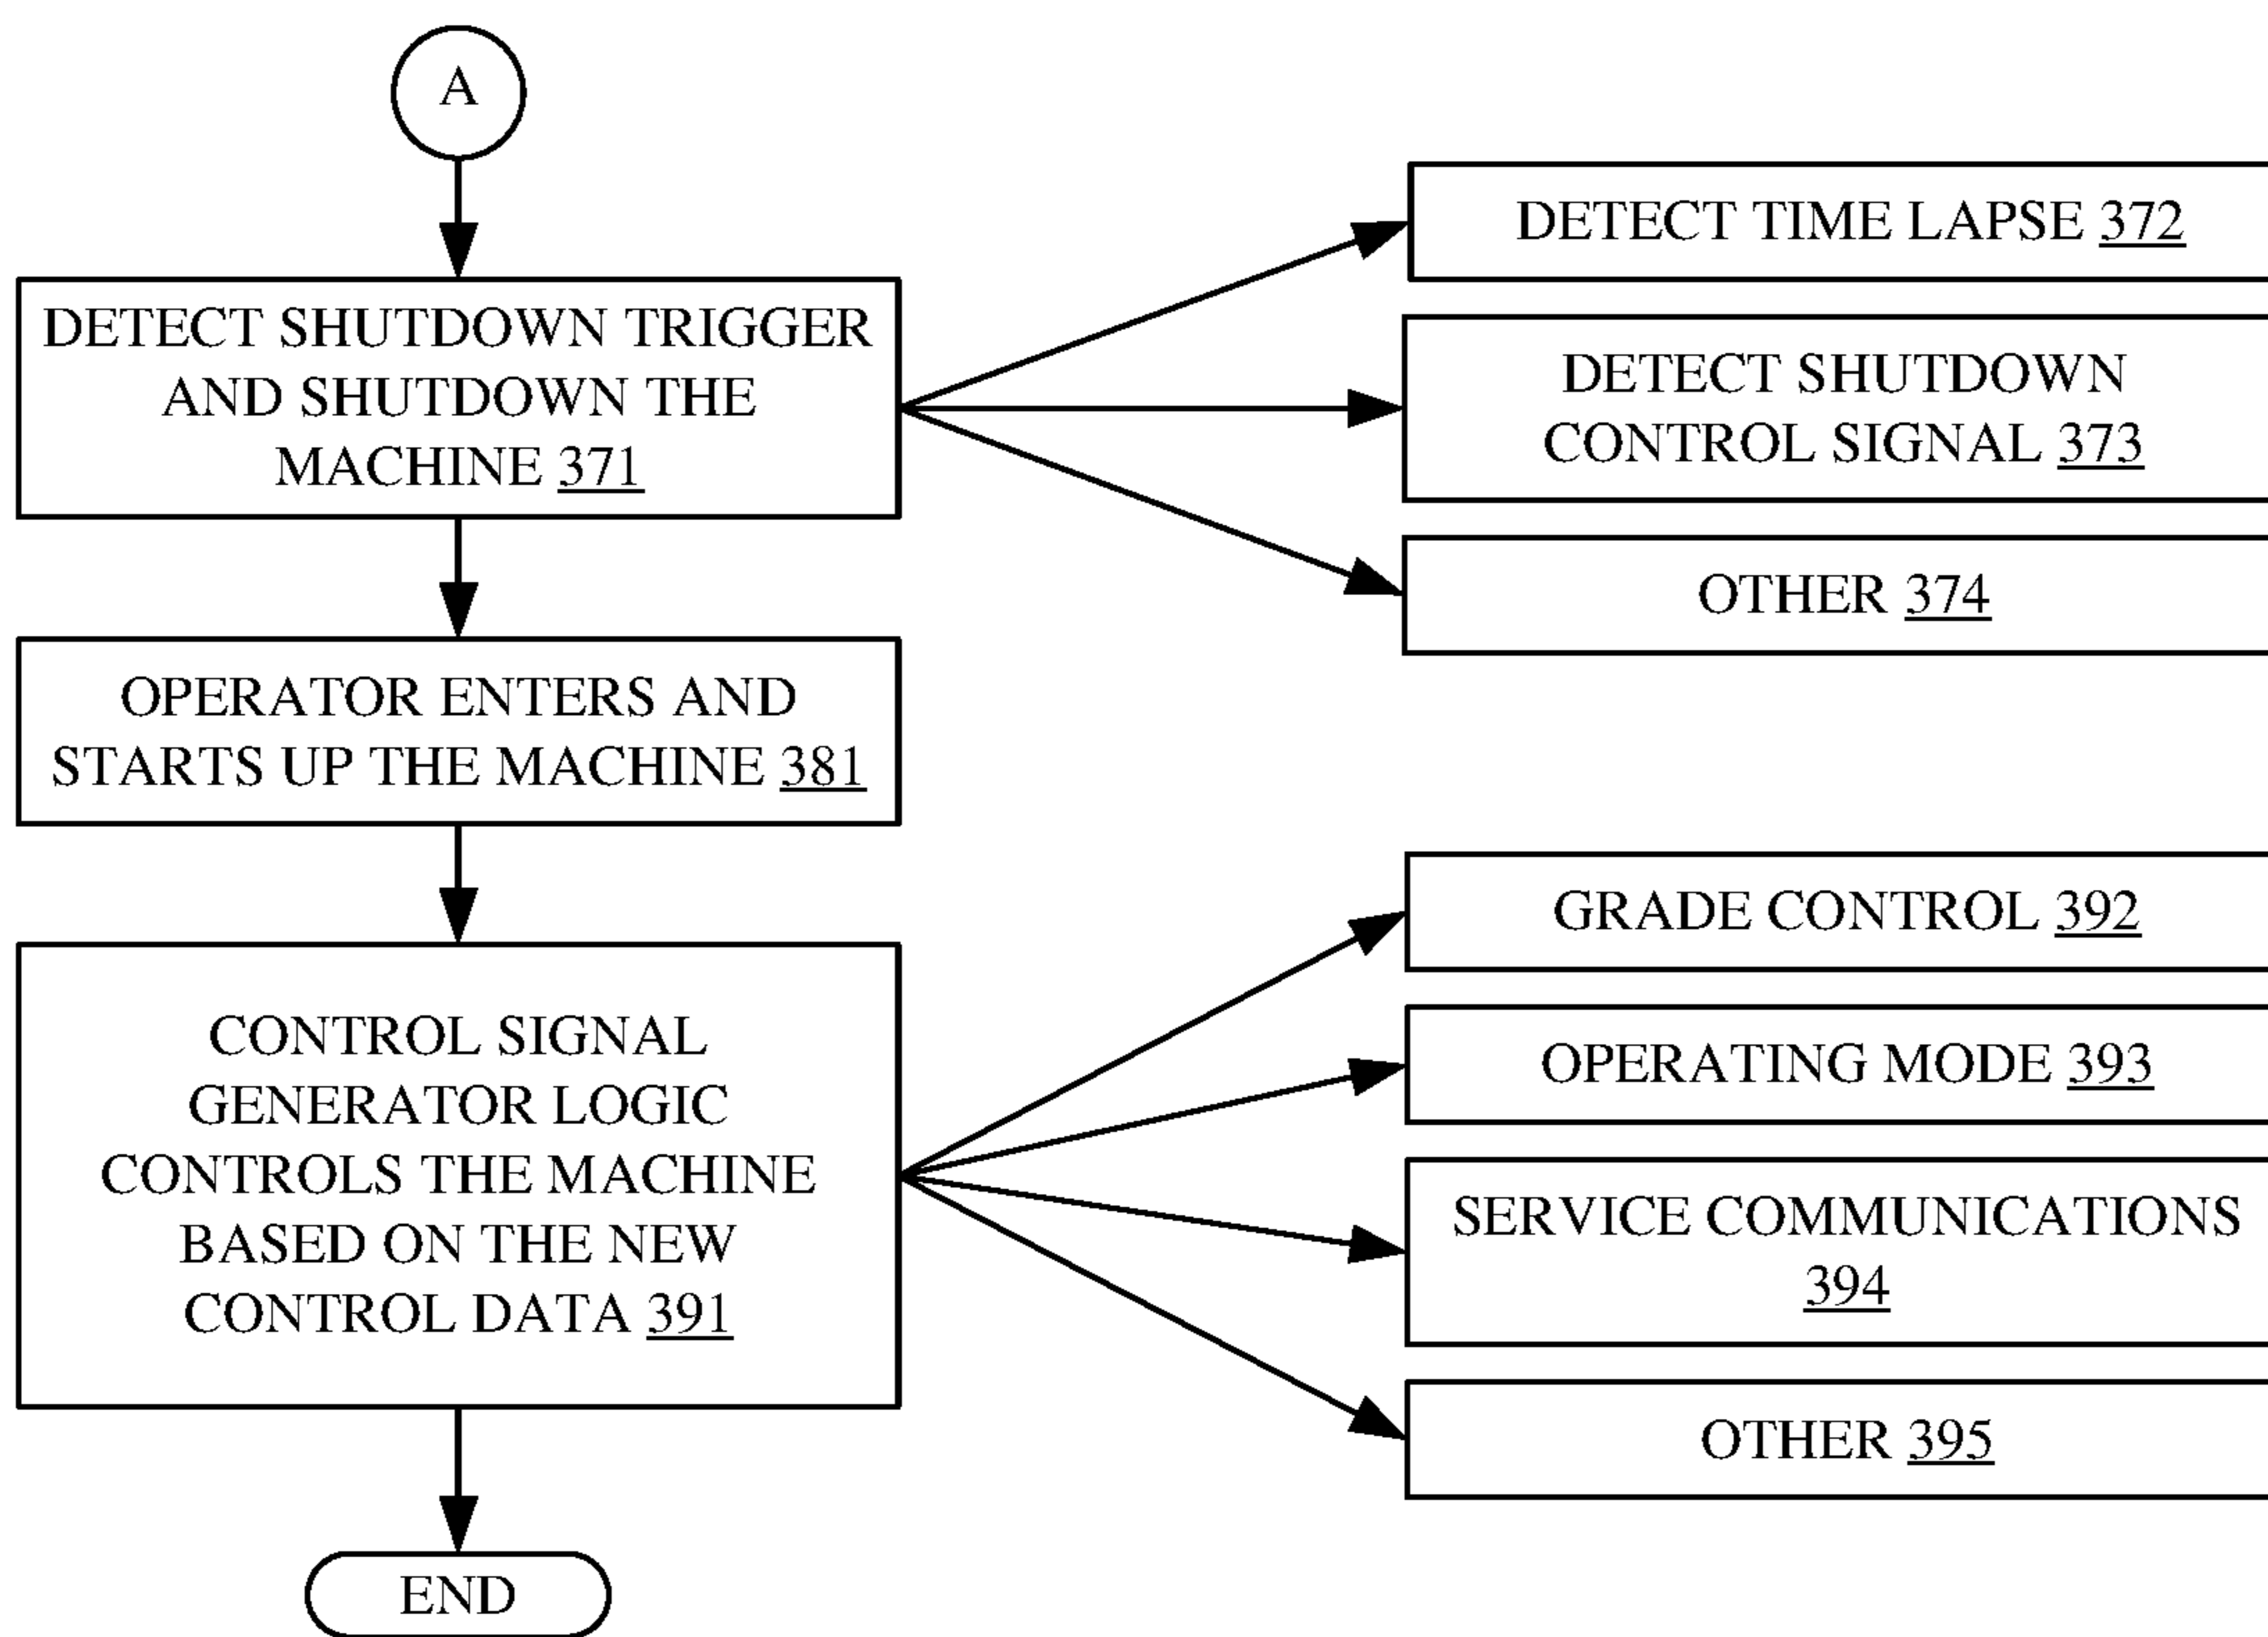 A
DETECT SHUTDOWN TRIGGER
AND SHUTDOWN THE
MACHINE 371
DETECT TIME LAPSE 372
DETECT SHUTDOWN
CONTROL SIGNAL 373
OTHER 374
OPERATOR ENTERS AND
STARTS UP THE MACHINE 381
CONTROL SIGNAL
GENERATOR LOGIC
CONTROLS THE MACHINE
BASED ON THE NEW
CONTROL DATA 391
GRADE CONTROL 392
OPERATING MODE 393
SERVICE COMMUNICATIONS
394
OTHER 395
END